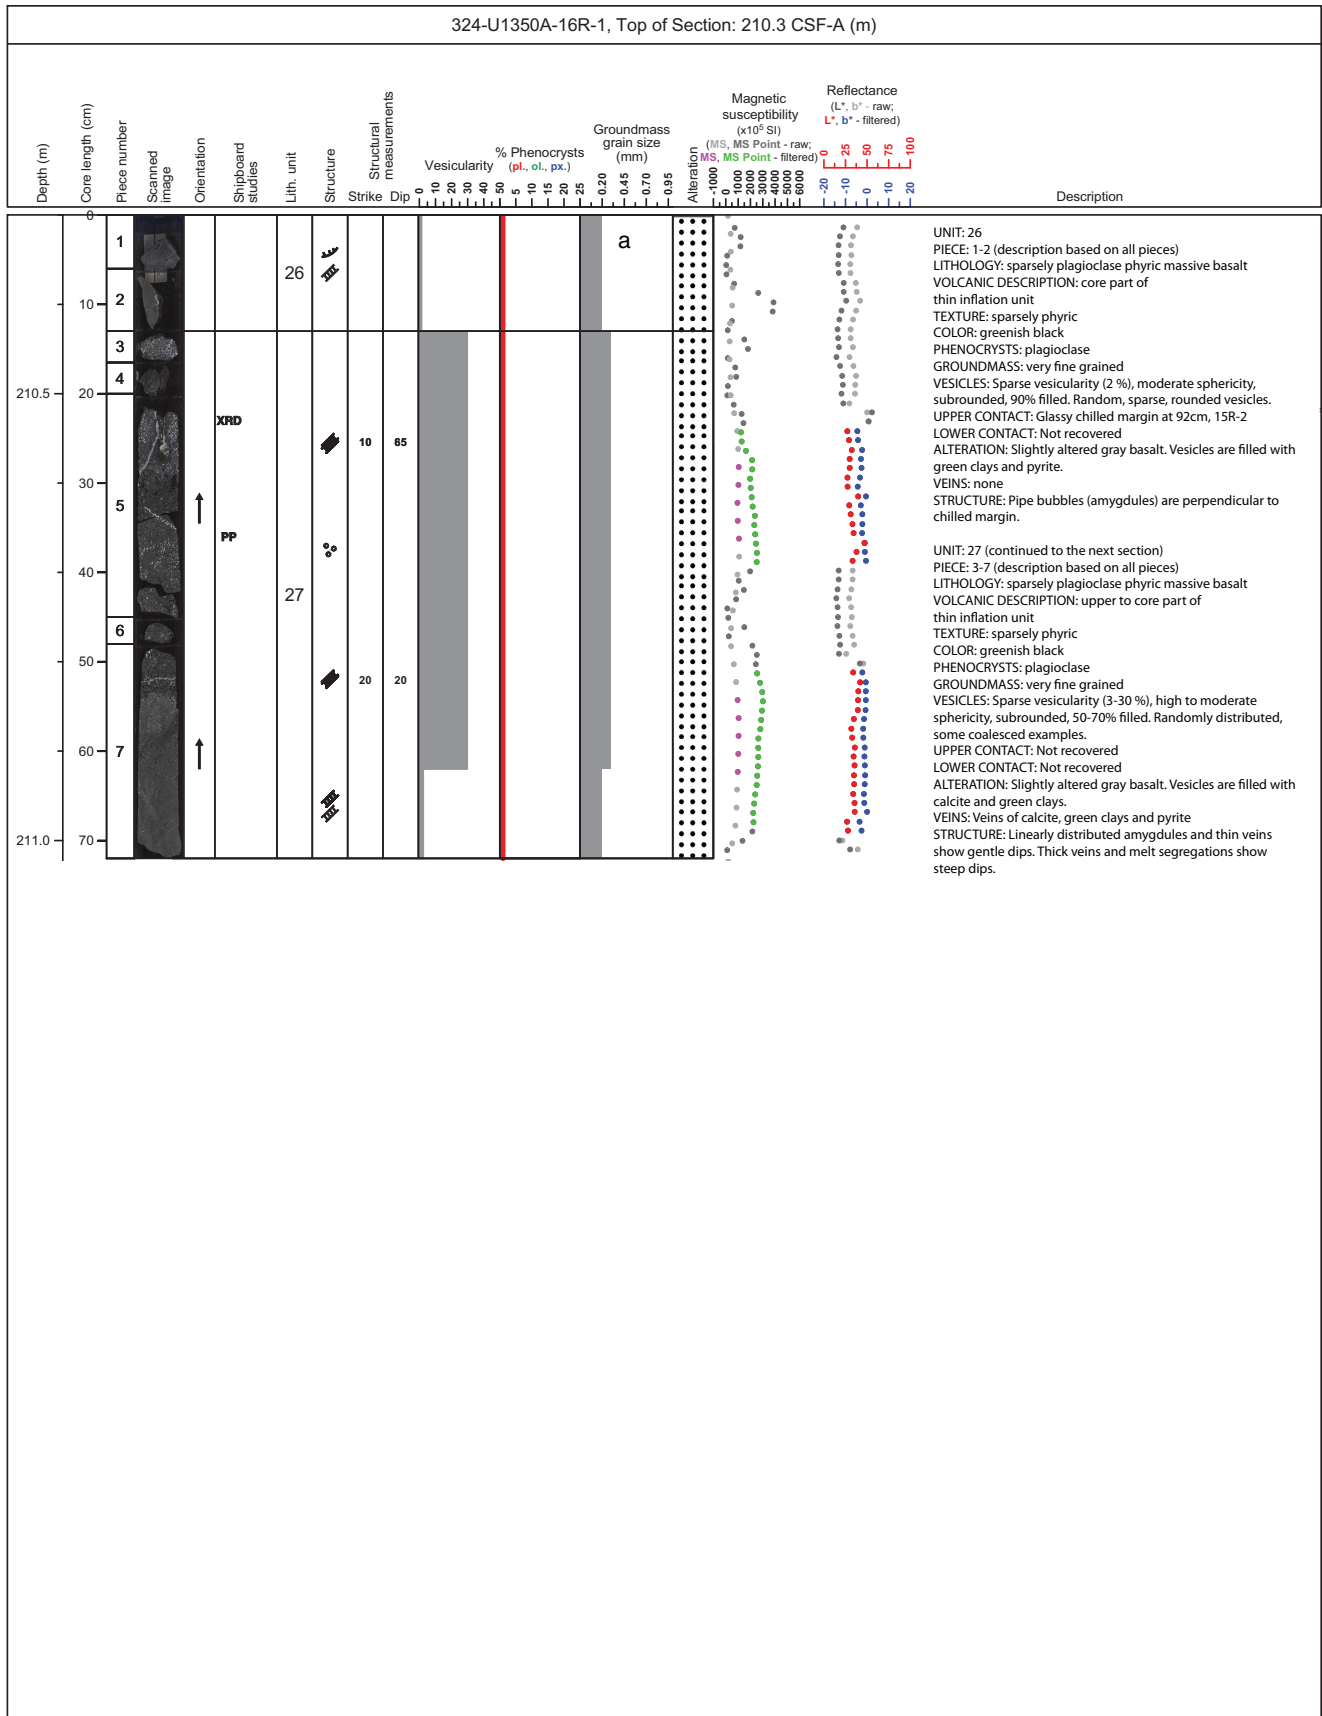 324-U1350A-16R-1, Top of Section: 210.3 CSF-A (m)
Depth (m)
Core length (cm)
Piece number
Scanned image
Orientation
Shipboard studies
Lith. unit
Structure
Structural measurements
Strike Dip
Vesicularity
0 10 20 30 40 50
% Phenocrysts
(pl., ol., px.)
5 10 15 20 25
Groundmass
grain size
(mm)
0.20 0.45 0.70 0.95
Alteration
Magnetic
susceptibility
(x10⁵ SI)
(MS, MS Point - raw;
MS, MS Point - filtered)
-1000 0 1000 2000 3000 4000 5000 6000
Reflectance
(L*, b* - raw;
L*, b* - filtered)
0 25 50 75 100
-20 -10 0 10 20
Description
0
10
20
30
40
50
60
70
210.5
211.0
1
2
3
4
5
6
7
XRD
PP
26
27
10 65
20 20
a
UNIT: 26
PIECE: 1-2 (description based on all pieces)
LITHOLOGY: sparsely plagioclase phyric massive basalt
VOLCANIC DESCRIPTION: core part of
thin inflation unit
TEXTURE: sparsely phyric
COLOR: greenish black
PHENOCRYSTS: plagioclase
GROUNDMASS: very fine grained
VESICLES: Sparse vesicularity (2 %), moderate sphericity,
subrounded, 90% filled. Random, sparse, rounded vesicles.
UPPER CONTACT: Glassy chilled margin at 92cm, 15R-2
LOWER CONTACT: Not recovered
ALTERATION: Slightly altered gray basalt. Vesicles are filled with
green clays and pyrite.
VEINS: none
STRUCTURE: Pipe bubbles (amygdules) are perpendicular to
chilled margin.
UNIT: 27 (continued to the next section)
PIECE: 3-7 (description based on all pieces)
LITHOLOGY: sparsely plagioclase phyric massive basalt
VOLCANIC DESCRIPTION: upper to core part of
thin inflation unit
TEXTURE: sparsely phyric
COLOR: greenish black
PHENOCRYSTS: plagioclase
GROUNDMASS: very fine grained
VESICLES: Sparse vesicularity (3-30 %), high to moderate
sphericity, subrounded, 50-70% filled. Randomly distributed,
some coalesced examples.
UPPER CONTACT: Not recovered
LOWER CONTACT: Not recovered
ALTERATION: Slightly altered gray basalt. Vesicles are filled with
calcite and green clays.
VEINS: Veins of calcite, green clays and pyrite
STRUCTURE: Linearly distributed amygdules and thin veins
show gentle dips. Thick veins and melt segregations show
steep dips.